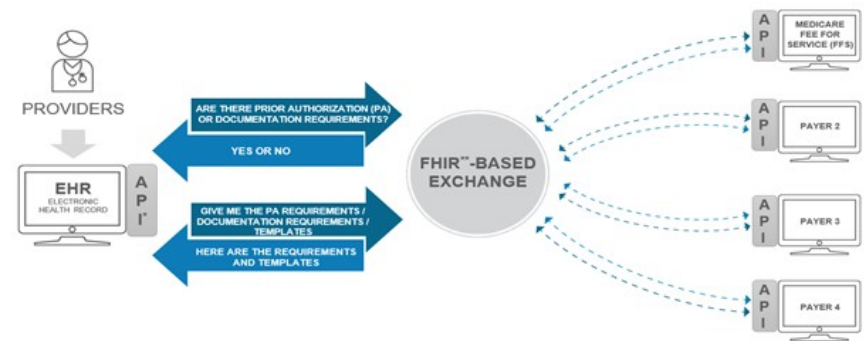 PROVIDERS
EHR
ELECTRONIC
HEALTH RECORD
A
P
I*
ARE THERE PRIOR AUTHORIZATION (PA)
OR DOCUMENTATION REQUIREMENTS?
YES OR NO
GIVE ME THE PA REQUIREMENTS /
DOCUMENTATION REQUIREMENTS /
TEMPLATES
HERE ARE THE REQUIREMENTS
AND TEMPLATES
FHIR**-BASED
EXCHANGE
A
P
I
MEDICARE
FEE FOR
SERVICE (FFS)
A
P
I
PAYER 2
A
P
I
PAYER 3
A
P
I
PAYER 4